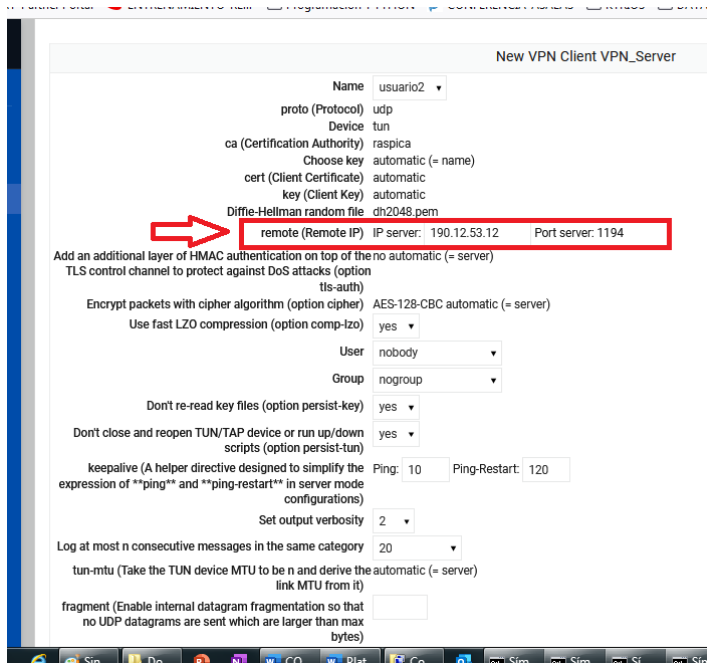 New VPN Client VPN_Server
Name usuario2
proto (Protocol) udp
Device tun
ca (Certification Authority) raspica
Choose key automatic (= name)
cert (Client Certificate) automatic
key (Client Key) automatic
Diffie-Hellman random file dh2048.pem
remote (Remote IP) IP server: 190.12.53.12 Port server: 1194
Add an additional layer of HMAC authentication on top of the no automatic (= server)
TLS control channel to protect against DoS attacks (option
tls-auth)
Encrypt packets with cipher algorithm (option cipher) AES-128-CBC automatic (= server)
Use fast LZO compression (option comp-lzo) yes
User nobody
Group nogroup
Don't re-read key files (option persist-key) yes
Don't close and reopen TUN/TAP device or run up/down yes
scripts (option persist-tun)
keepalive (A helper directive designed to simplify the Ping: 10 Ping-Restart: 120
expression of **ping** and **ping-restart** in server mode
configurations)
Set output verbosity 2
Log at most n consecutive messages in the same category 20
tun-mtu (Take the TUN device MTU to be n and derive the automatic (= server)
link MTU from it)
fragment (Enable internal datagram fragmentation so that
no UDP datagrams are sent which are larger than max
bytes)